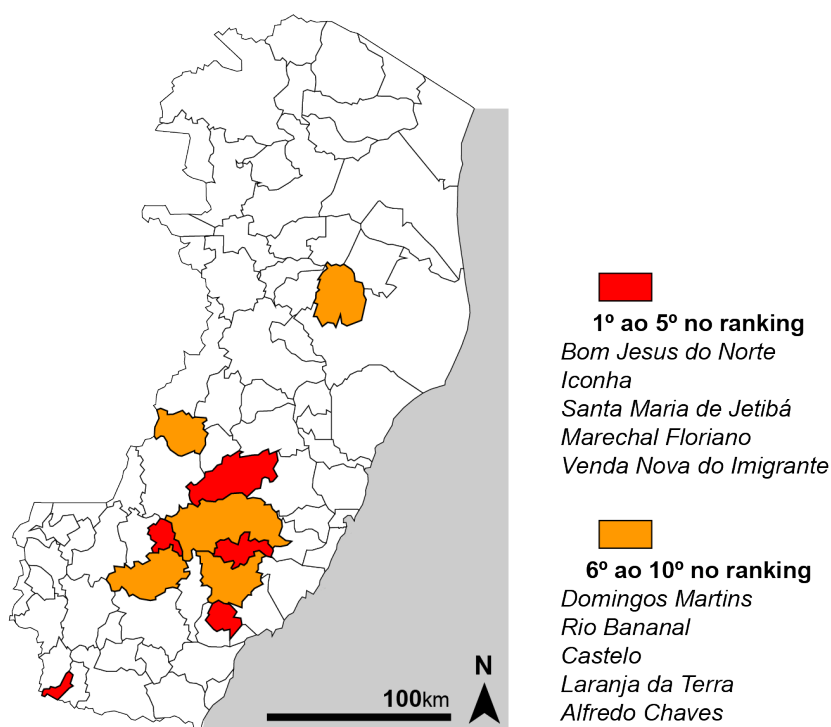 1º ao 5º no ranking
Bom Jesus do Norte
Iconha
Santa Maria de Jetibá
Marechal Floriano
Venda Nova do Imigrante
6º ao 10º no ranking
Domingos Martins
Rio Bananal
Castelo
Laranja da Terra
Alfredo Chaves
N
100km